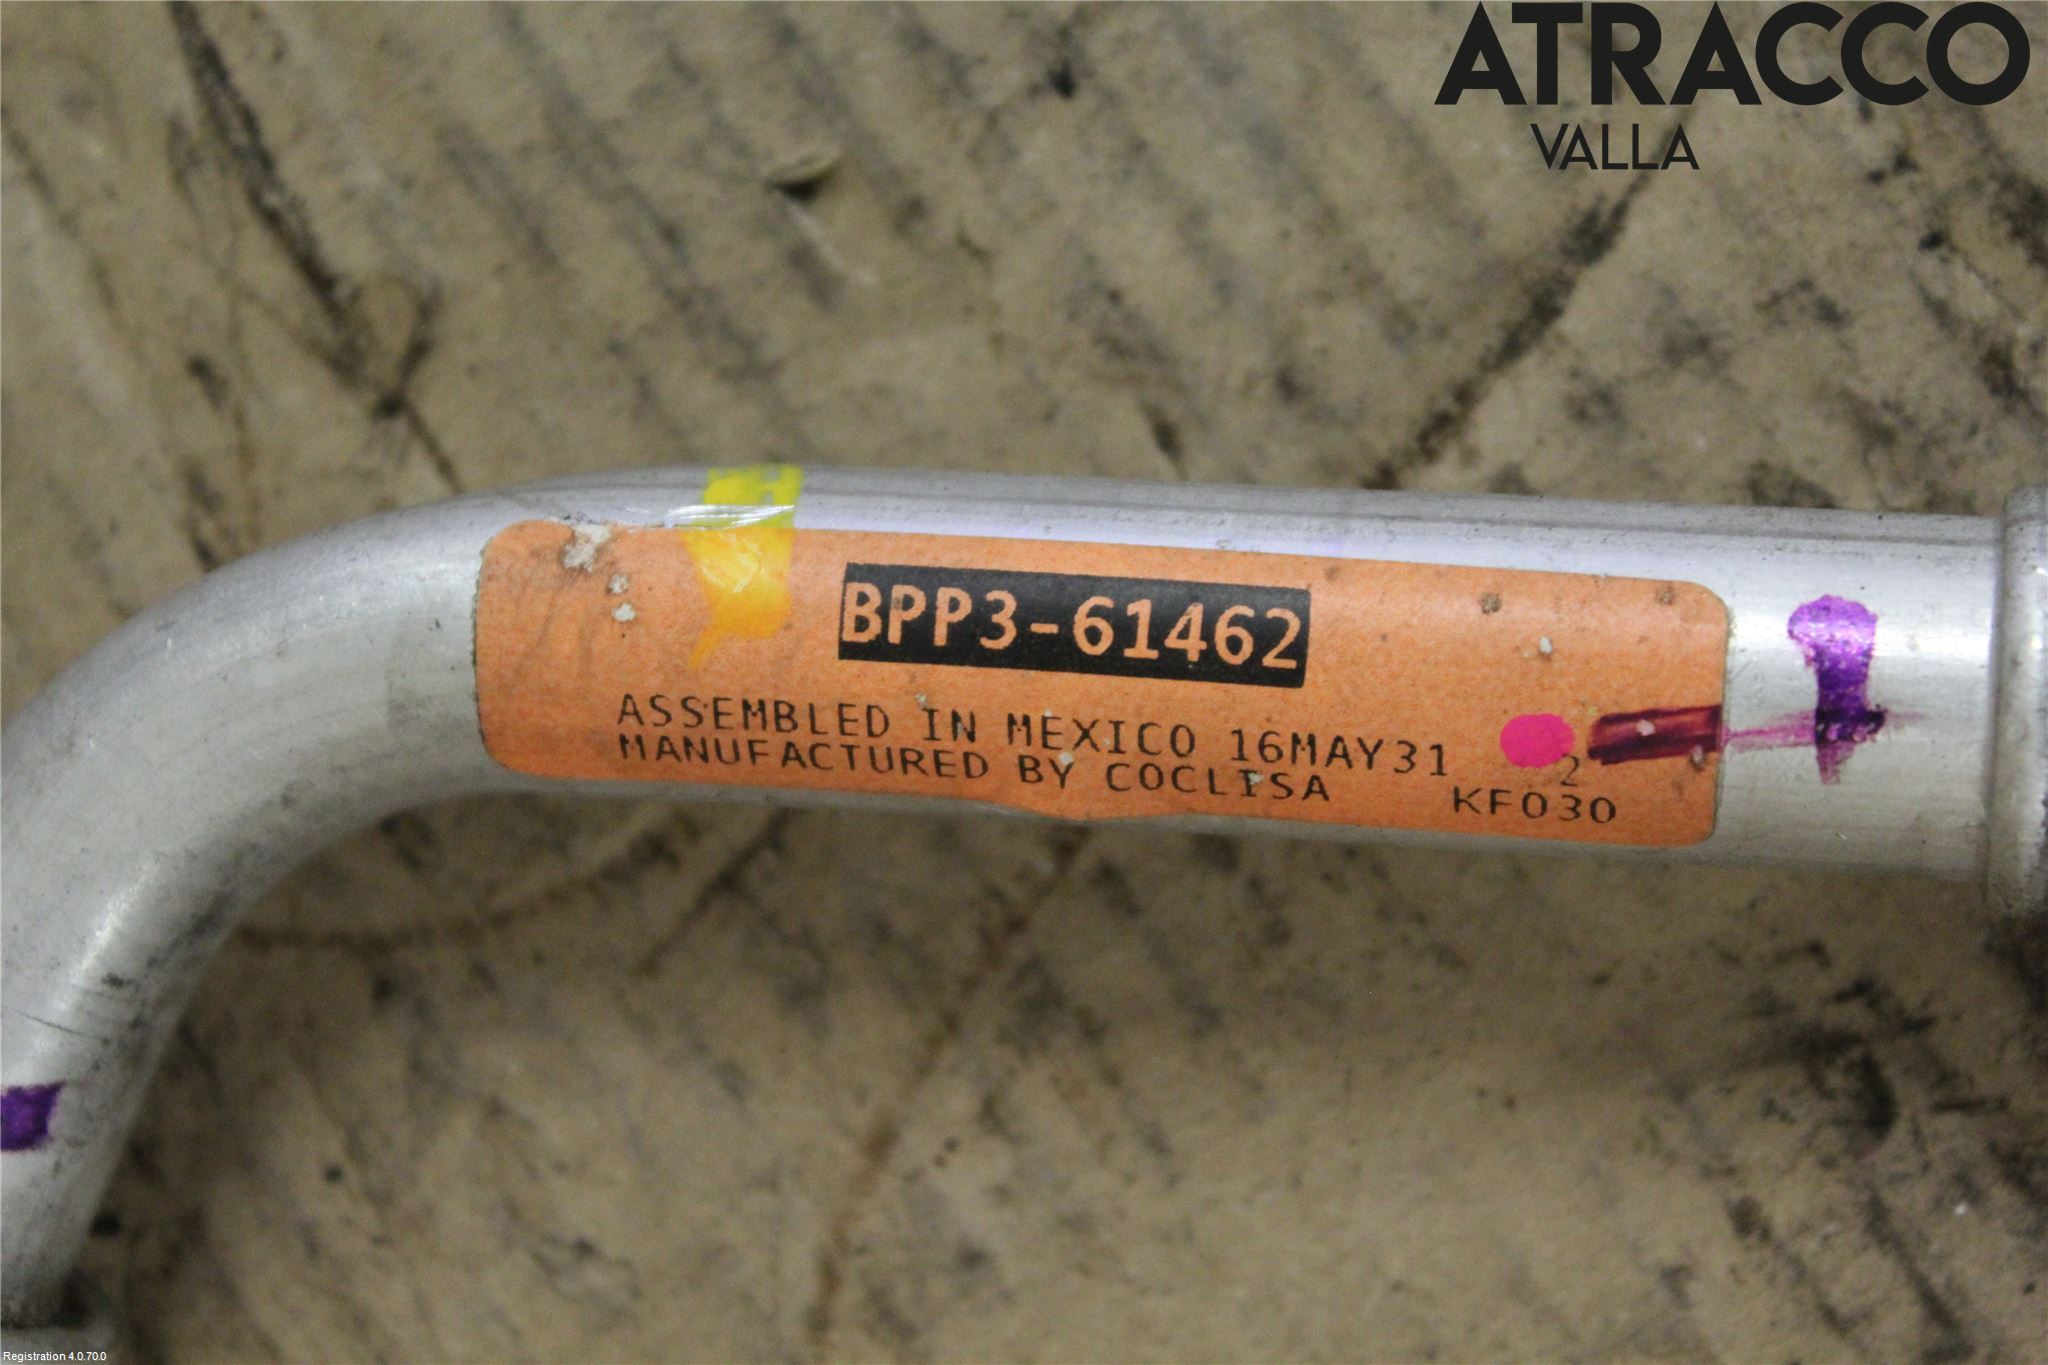 ATRACCO
VALLA
BPP3-61462
ASSEMBLED IN MEXICO 16MAY31
MANUFACTURED BY COCLISA
2
KF030
Registration 4.0.70.0